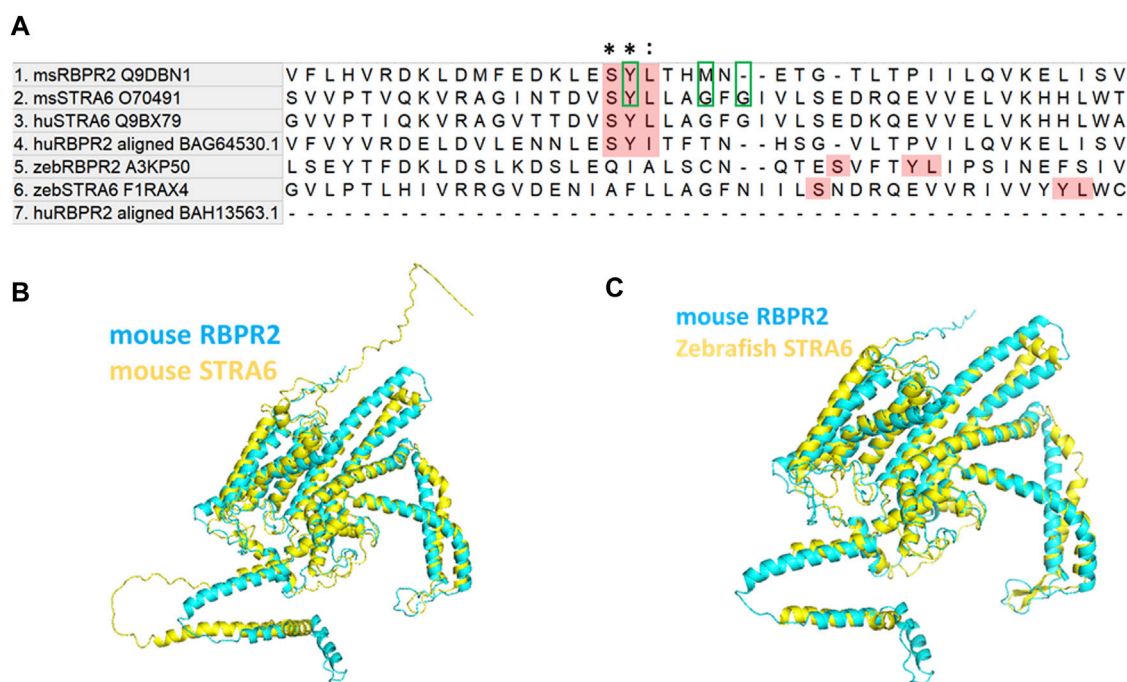 A
* * :
1. msRBPR2 Q9DBN1 V F L H V R D K L D M F E D K L E S Y L T H M N - - E T G - T L T P I I L Q V K E L I S V
2. msSTRA6 O70491 S V V P T V Q K V R A G I N T D V S Y L L A G F G I V L S E D R Q E V V E L V K H H L W T
3. huSTRA6 Q9BX79 G V V P T I Q K V R A G V T T D V S Y L L A G F G I V L S E D K Q E V V E L V K H H L W A
4. huRBPR2 aligned BAG64530.1 V F V Y V R D E L D V L E N N L E S Y I T F T N - - H S G - V L T P V I L Q V K E L I S V
5. zebRBPR2 A3KP50 L S E Y T F D K L K D S L E Q I A L S C N - - Q T E S V F T Y L I P S I N E F S I V
6. zebSTRA6 F1RAX4 G V L P T L H I V R R G V D E N I A F L L A G F N I I L S N D R Q E V V R I V V Y Y L W C
7. huRBPR2 aligned BAH13563.1 - - - - - - - - - - - - - - - - - - - - - - - - - - - - - - - - - - - - - - - - - - - - -
B
mouse RBPR2
mouse STRA6
C
mouse RBPR2
Zebrafish STRA6